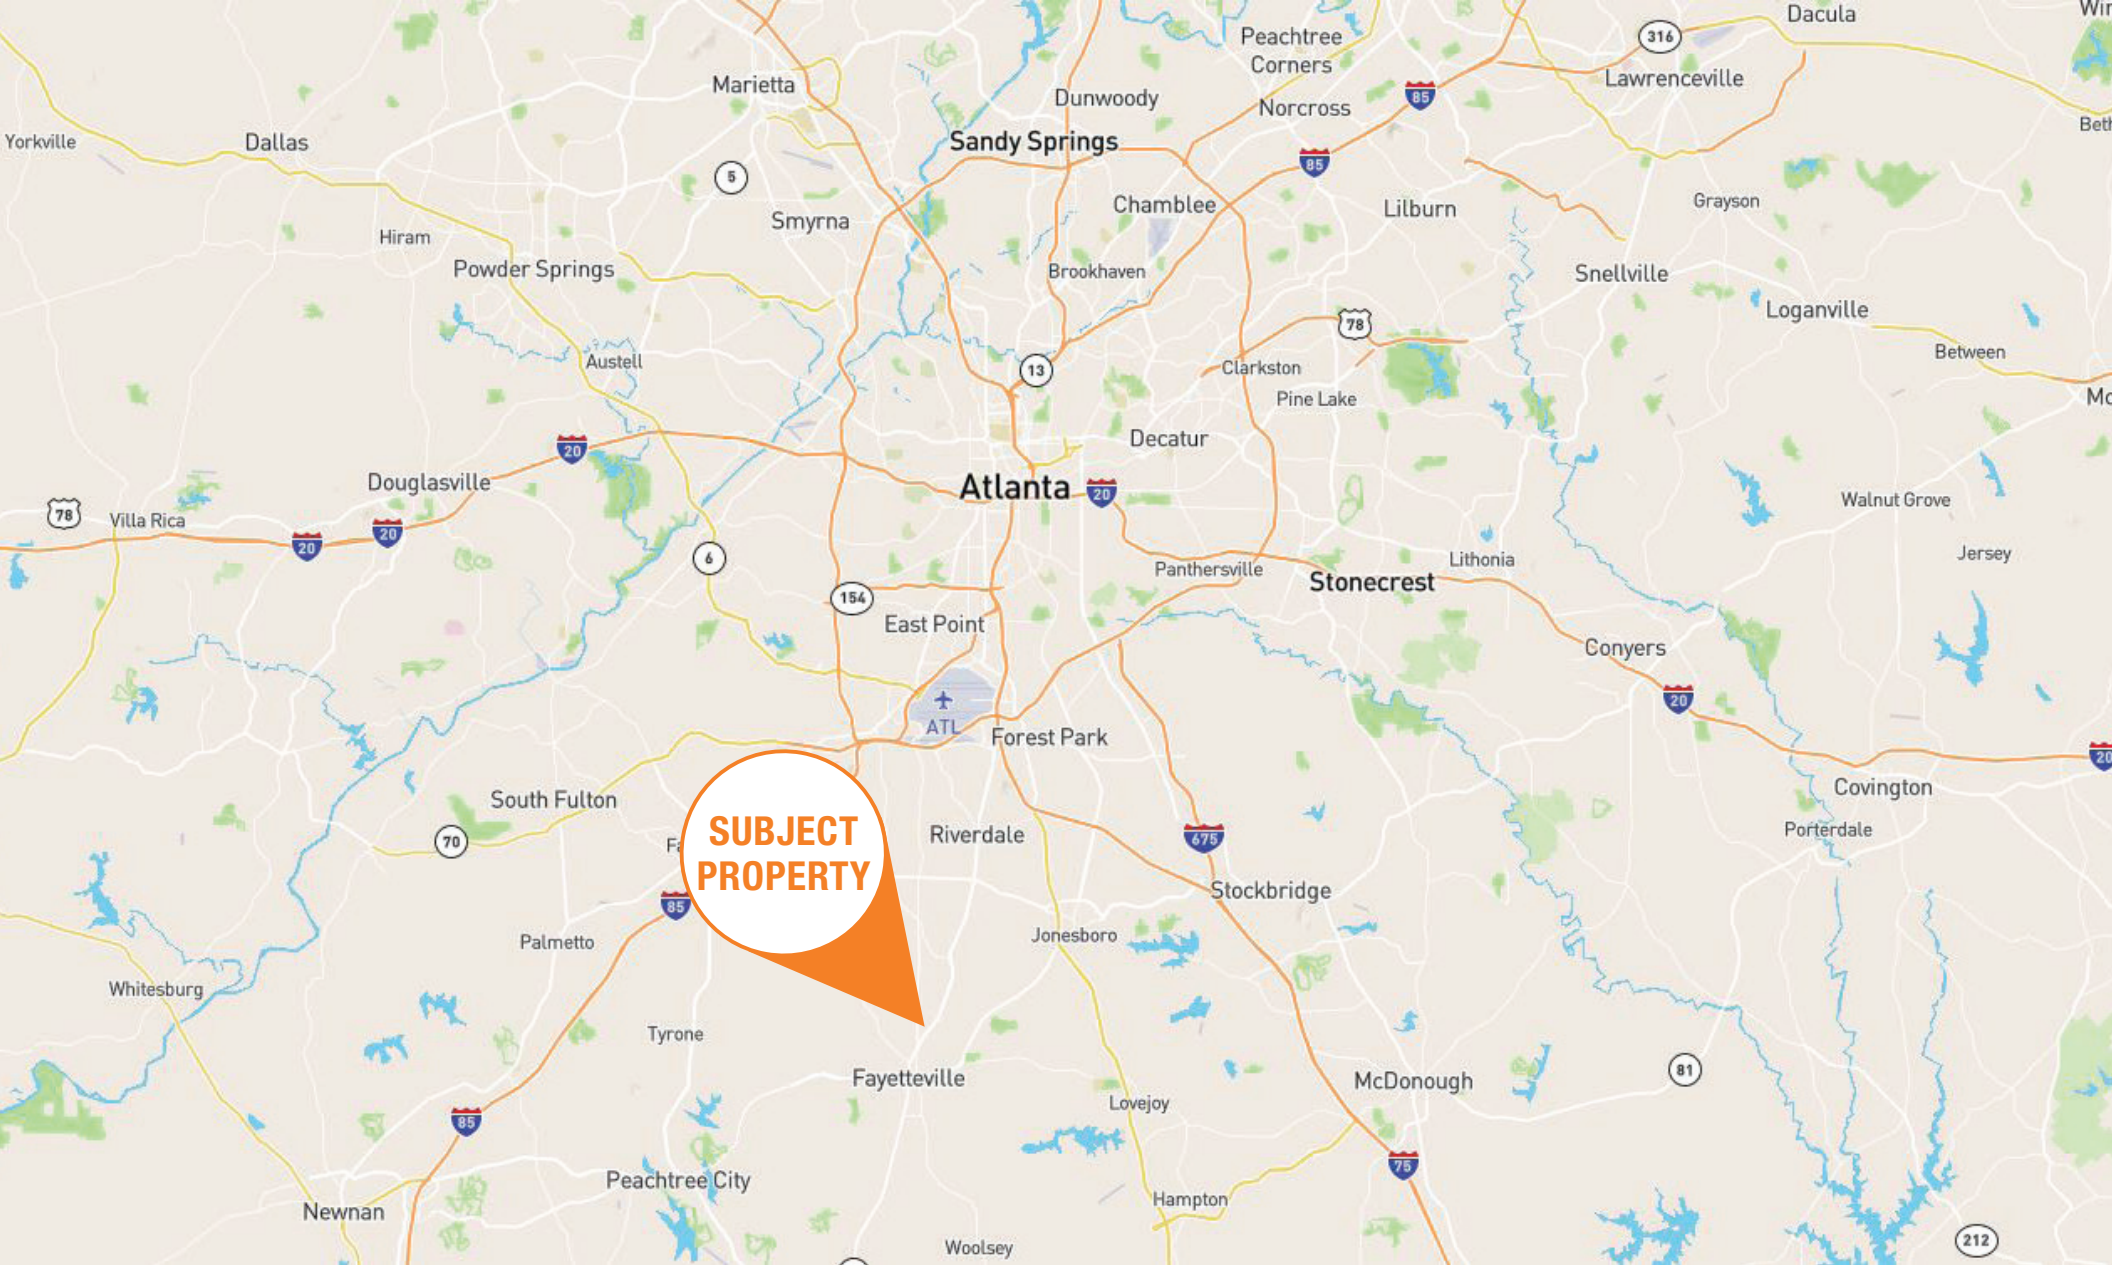 Dacula
316
Peachtree
Corners
Marietta
Lawrenceville
85
Dunwoody
Norcross
Yorkville
Dallas
Sandy Springs
85
5
Chamble​e
Lilburn
Grayson
Smyrna
Hiram
Powder Springs
Brookhaven
Snellville
Loganville
78
Between
Austell
13
Clarkston
Pine Lake
Decatur
20
Douglasville
Atlanta
20
Walnut Grove
78
Villa Rica
20
20
6
Panthersville
Lithonia
Jersey
Stonecrest
154
East Point
Conyers
20
ATL
Forest Park
20
Covington
South Fulton
SUBJECT
PROPERTY
Riverdale
675
Porterdale
70
85
Stockbridge
Palmetto
Jonesboro
Whitesburg
Tyrone
Fayetteville
McDonough
81
Lovejoy
85
75
Peachtree City
Hampton
Newnan
Woolsey
212